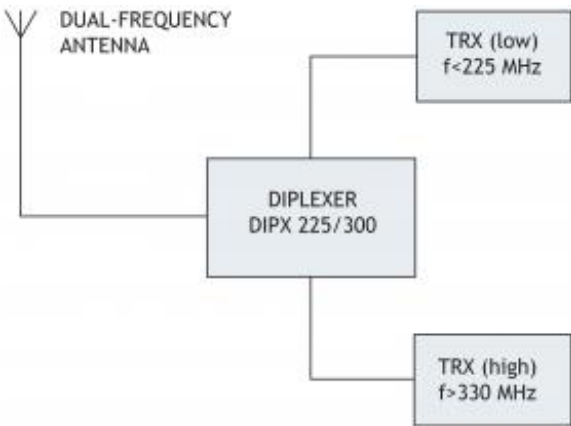 DUAL-FREQUENCY
ANTENNA
TRX (low)
f<225 MHz
DIPLEXER
DIPX 225/300
TRX (high)
f>330 MHz